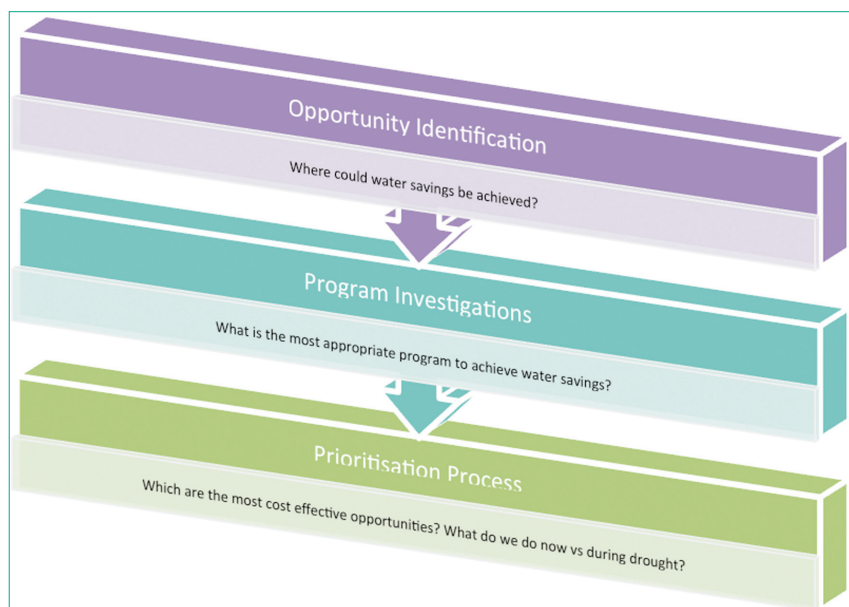 Opportunity Identification
Where could water savings be achieved?
Program Investigations
What is the most appropriate program to achieve water savings?
Prioritisation Process
Which are the most cost effective opportunities? What do we do now vs during drought?